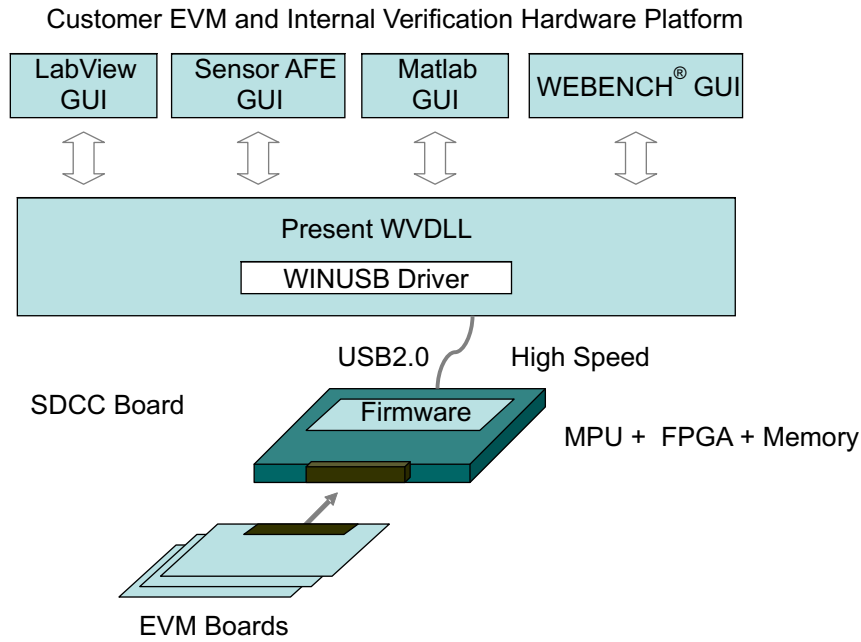 Customer EVM and Internal Verification Hardware Platform
LabView
GUI
Sensor AFE
GUI
Matlab
GUI
WEBENCH® GUI
Present WVDLL
WINUSB Driver
USB2.0
High Speed
SDCC Board
Firmware
MPU + FPGA + Memory
EVM Boards